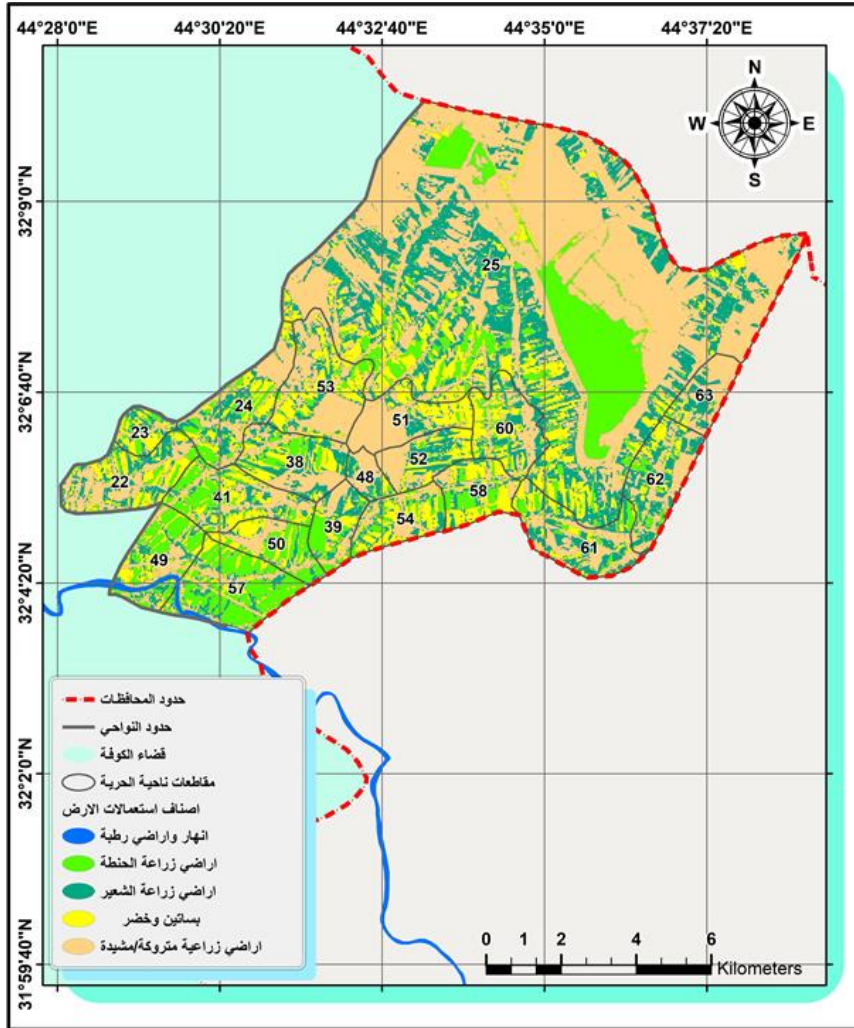 44°28'0"E 44°30'20"E 44°32'40"E 44°35'0"E 44°37'20"E
N
W E
S
32°9'0"N
32°6'40"N
32°4'20"N
32°2'0"N
31°59'40"N
25
53
24
51
63
23
60
38
52
22
48
62
41
58
39
54
50
61
49
57
حدود المحافظات
حدود النواحي
قضاء الكوفة
مقاطعات ناحية الحرية
اصناف استعمالات الارض
انهار واراضي رطبة
اراضي زراعة الحنطة
اراضي زراعة الشعير
بساتين وخضر
اراضي زراعية متروكة/مشيدة
0 1 2 4 6
Kilometers